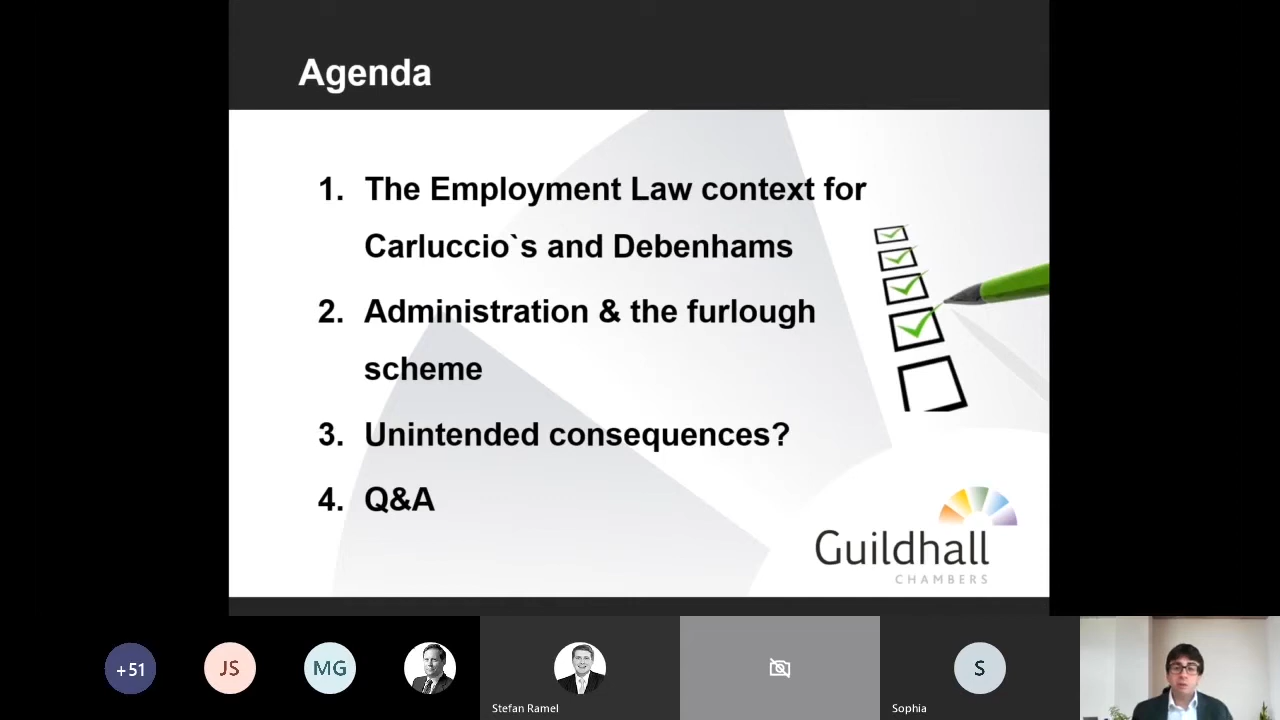 Agenda
1. The Employment Law context for
Carluccio`s and Debenhams
2. Administration & the furlough
scheme
3. Unintended consequences?
4. Q&A
Guildhall
CHAMBERS
+51
JS
MG
Stefan Ramel
S
Sophia